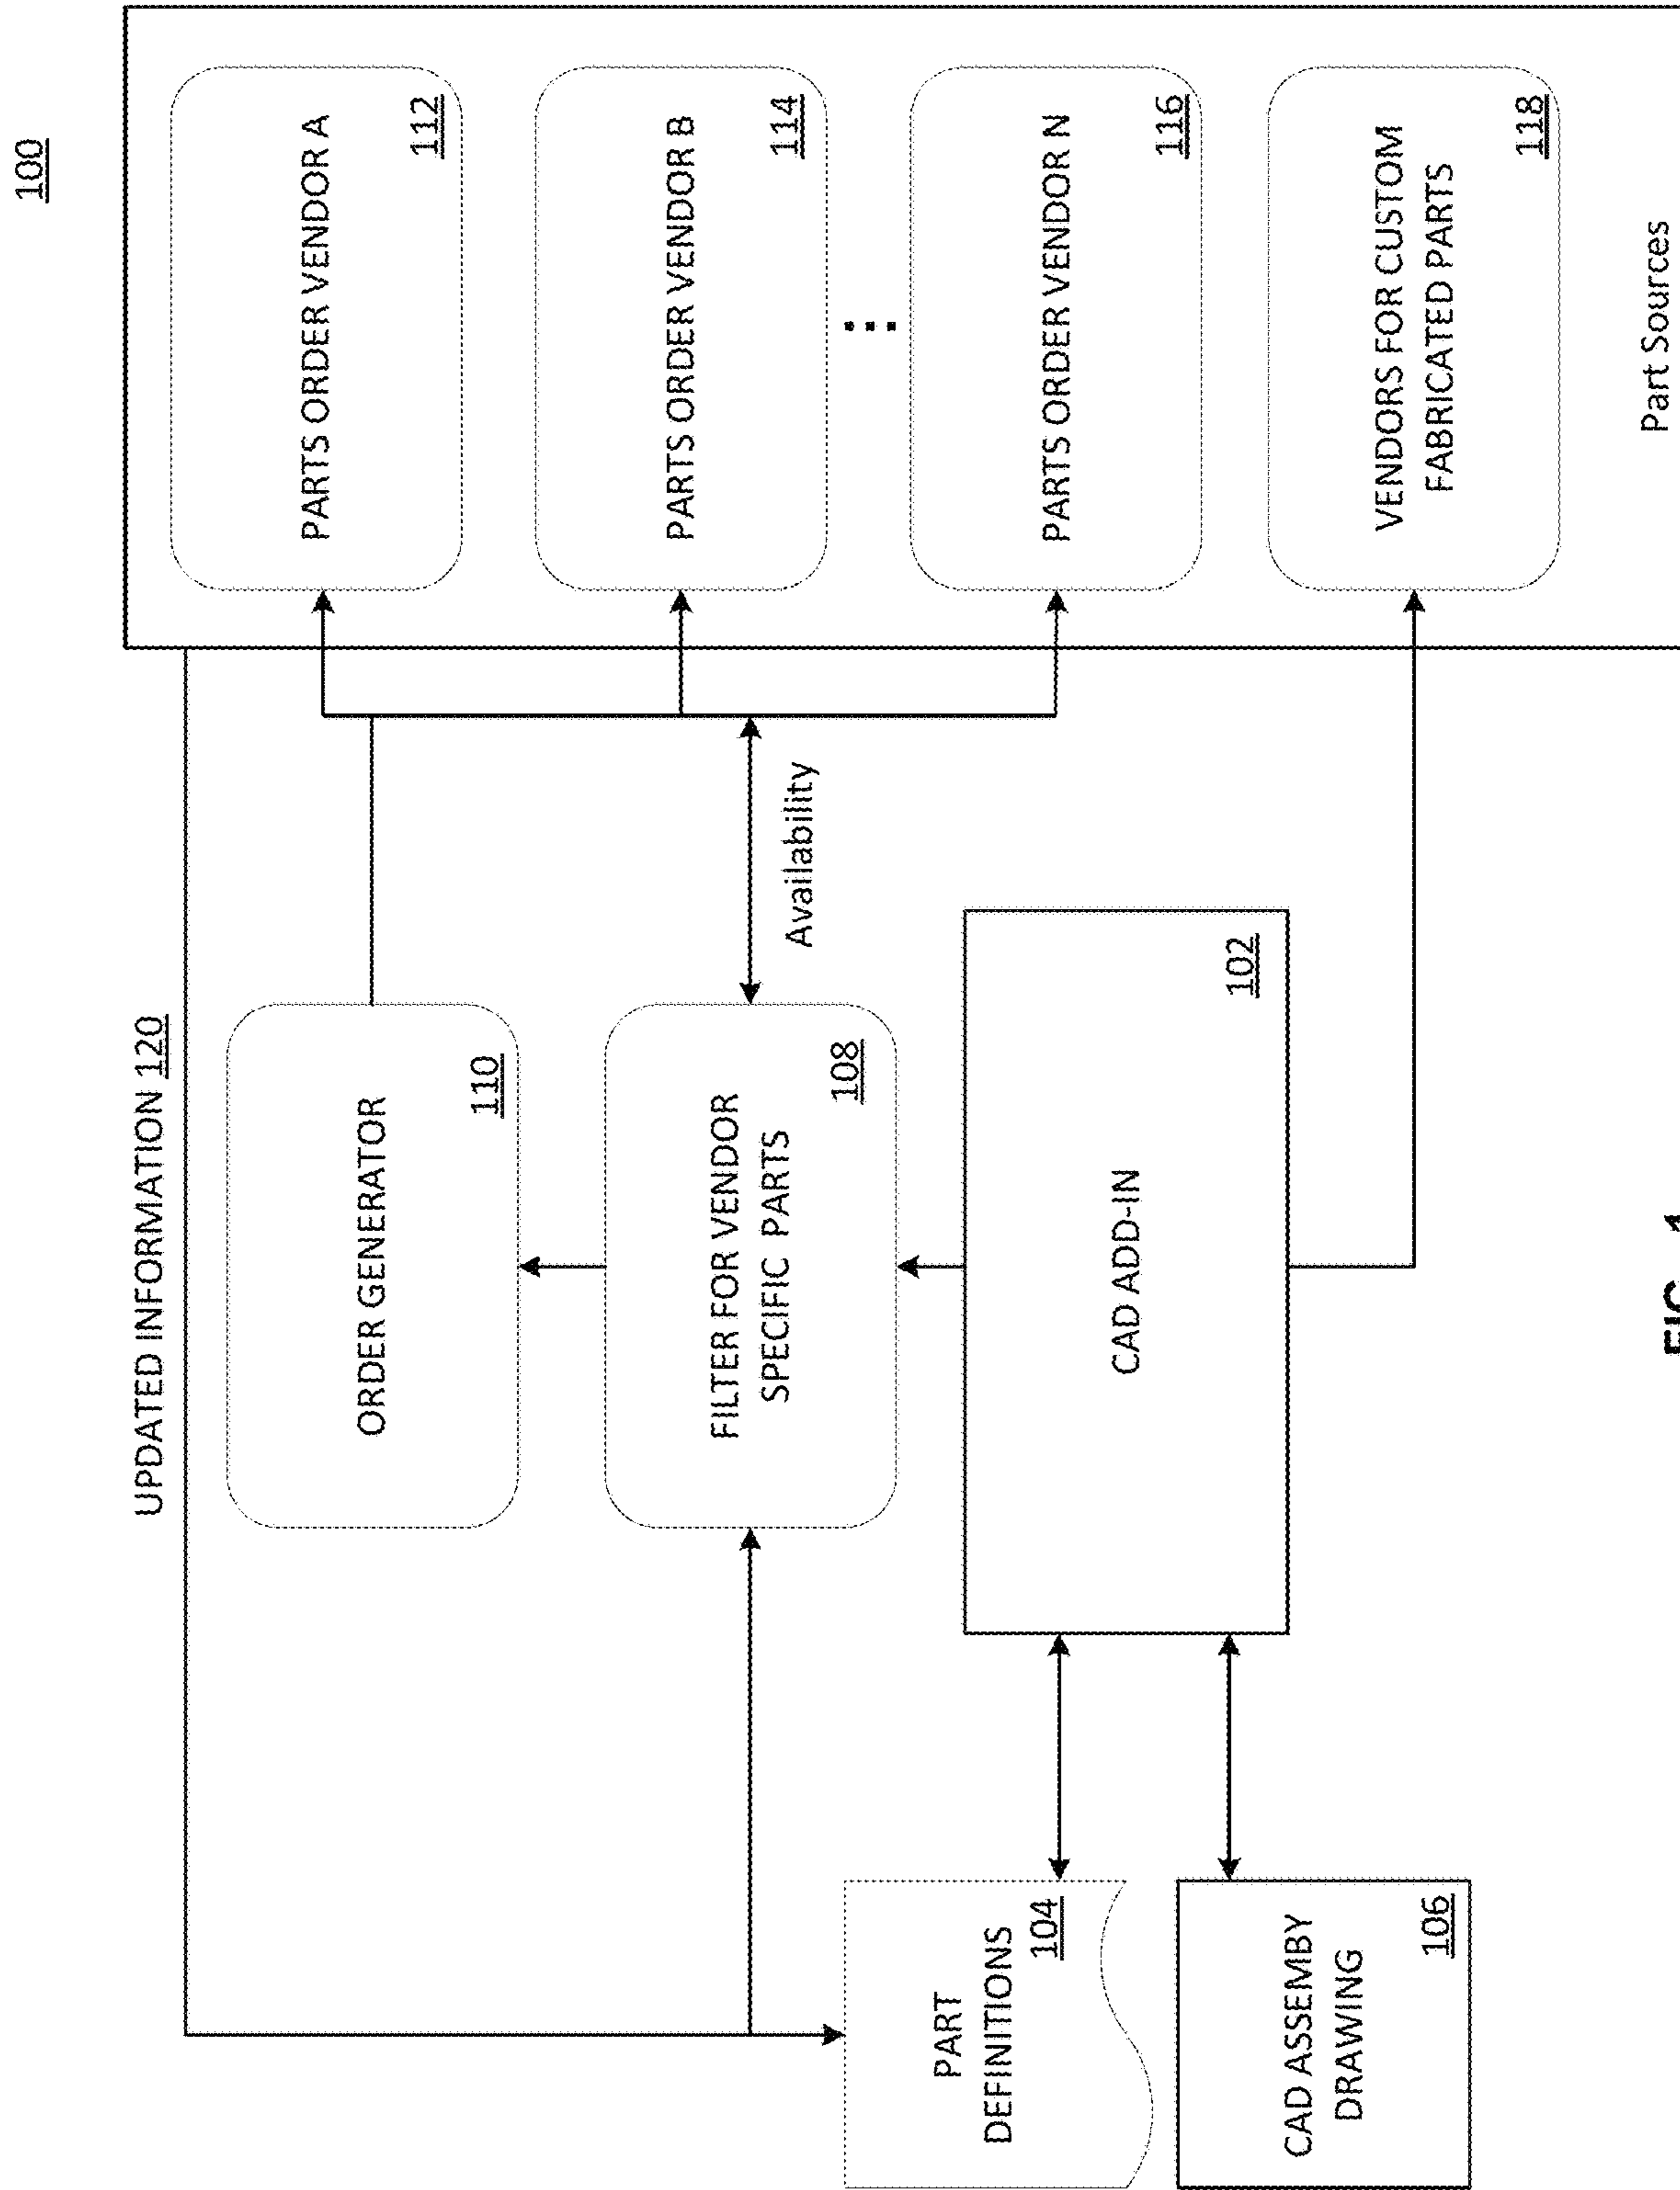 100
UPDATED INFORMATION 120
ORDER GENERATOR
110
PARTS ORDER VENDOR A
112
FILTER FOR VENDOR
SPECIFIC PARTS
108
Availability
PARTS ORDER VENDOR B
114
...
PARTS ORDER VENDOR N
116
PART
DEFINITIONS
104
CAD ADD-IN
102
CAD ASSEMBY
DRAWING
106
VENDORS FOR CUSTOM
FABRICATED PARTS
118
Part Sources
FIG. 1